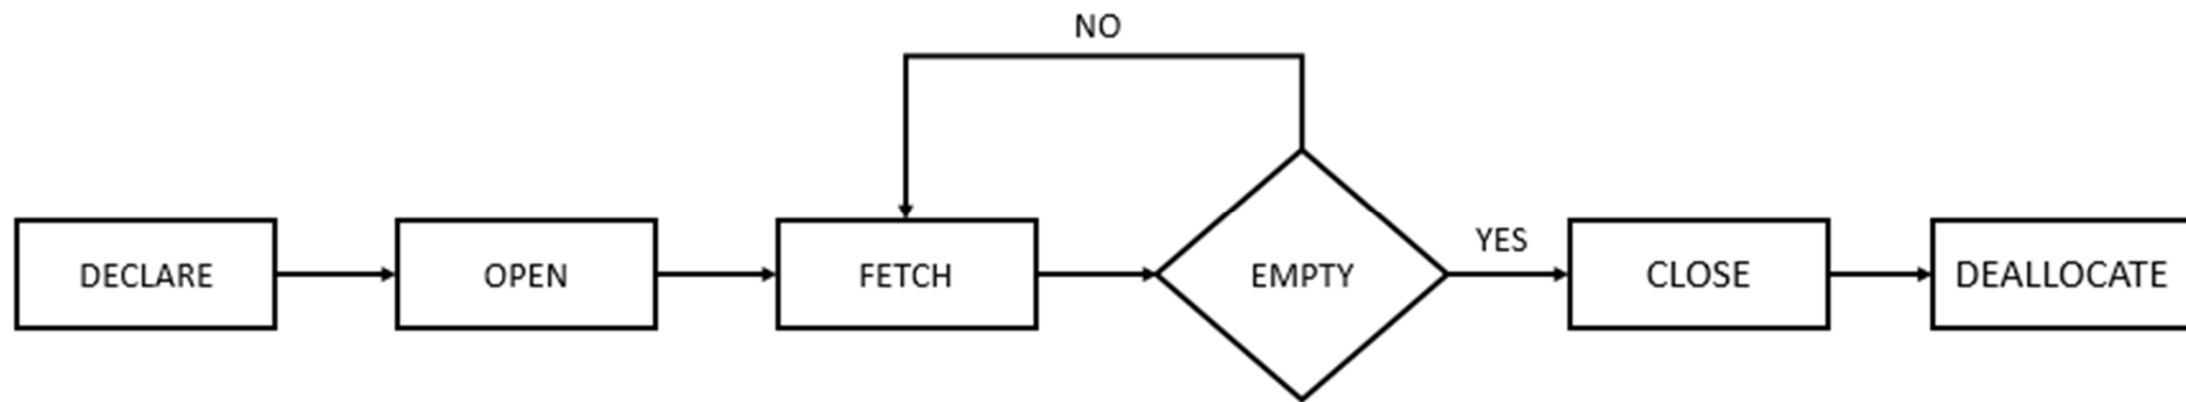 NO
DECLARE
OPEN
FETCH
EMPTY
YES
CLOSE
DEALLOCATE